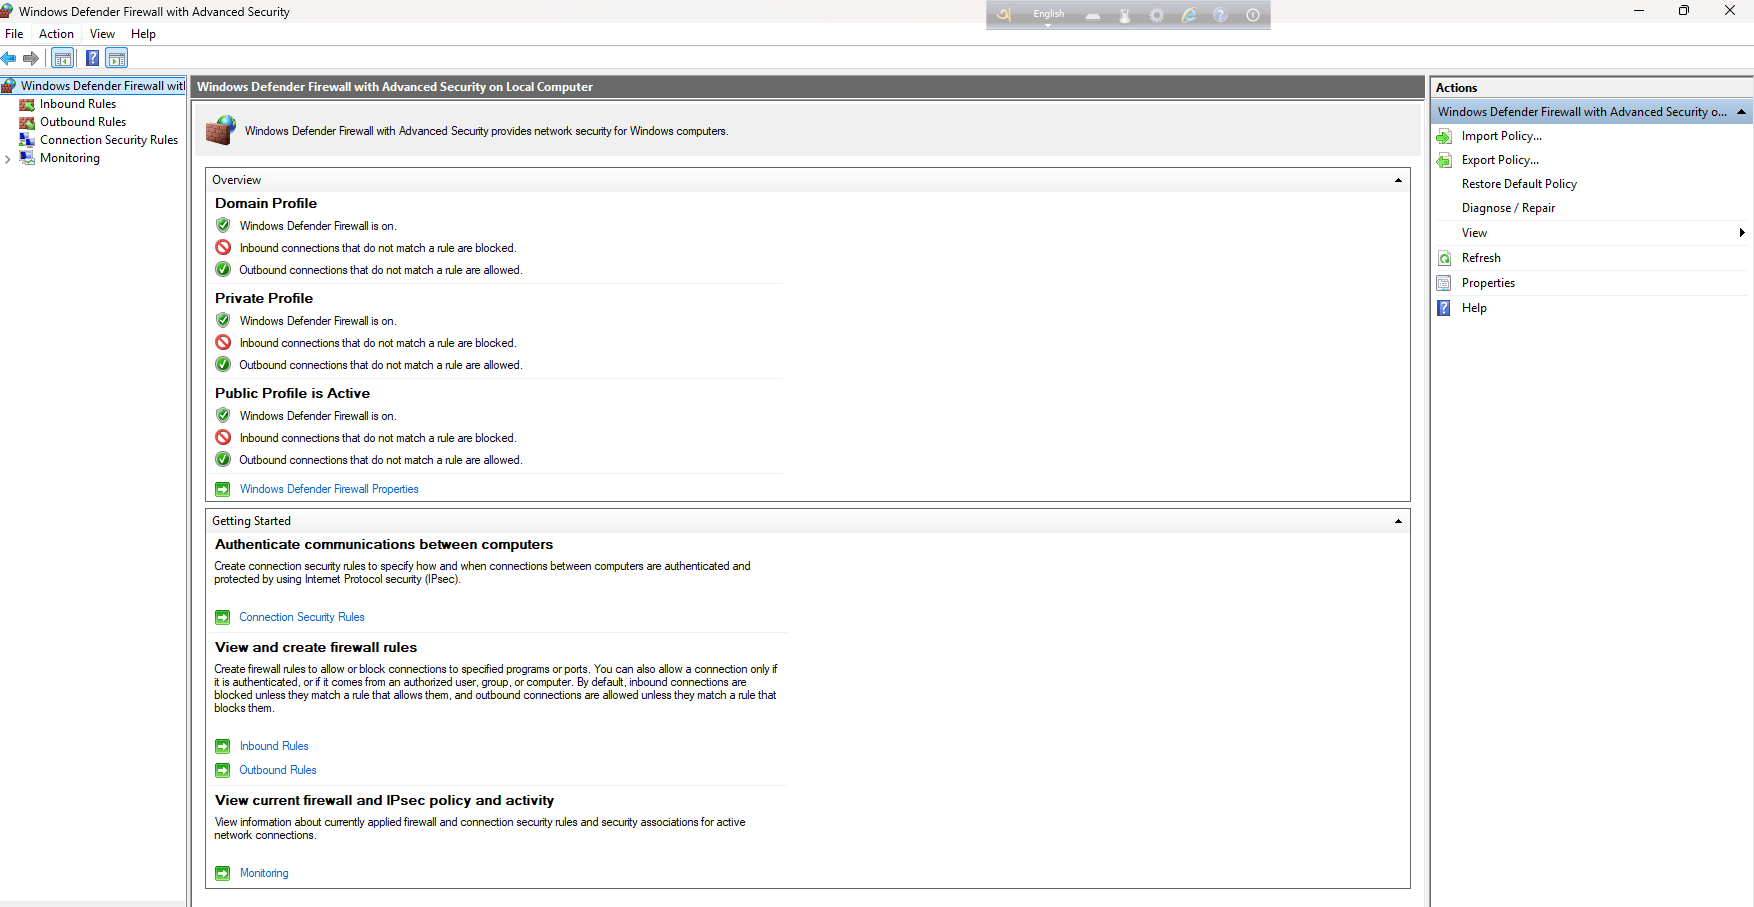 Windows Defender Firewall with Advanced Security
English
File Action View Help
Windows Defender Firewall with
Inbound Rules
Outbound Rules
Connection Security Rules
Monitoring
Windows Defender Firewall with Advanced Security on Local Computer
Windows Defender Firewall with Advanced Security provides network security for Windows computers.
Overview
Domain Profile
Windows Defender Firewall is on.
Inbound connections that do not match a rule are blocked.
Outbound connections that do not match a rule are allowed.
Private Profile
Windows Defender Firewall is on.
Inbound connections that do not match a rule are blocked.
Outbound connections that do not match a rule are allowed.
Public Profile is Active
Windows Defender Firewall is on.
Inbound connections that do not match a rule are blocked.
Outbound connections that do not match a rule are allowed.
Windows Defender Firewall Properties
Getting Started
Authenticate communications between computers
Create connection security rules to specify how and when connections between computers are authenticated and
protected by using Internet Protocol security (IPsec).
Connection Security Rules
View and create firewall rules
Create firewall rules to allow or block connections to specified programs or ports. You can also allow a connection only if
it is authenticated, or if it comes from an authorized user, group, or computer. By default, inbound connections are
blocked unless they match a rule that allows them, and outbound connections are allowed unless they match a rule that
blocks them.
Inbound Rules
Outbound Rules
View current firewall and IPsec policy and activity
View information about currently applied firewall and connection security rules and security associations for active
network connections.
Monitoring
Actions
Windows Defender Firewall with Advanced Security o...
Import Policy...
Export Policy...
Restore Default Policy
Diagnose / Repair
View
Refresh
Properties
Help